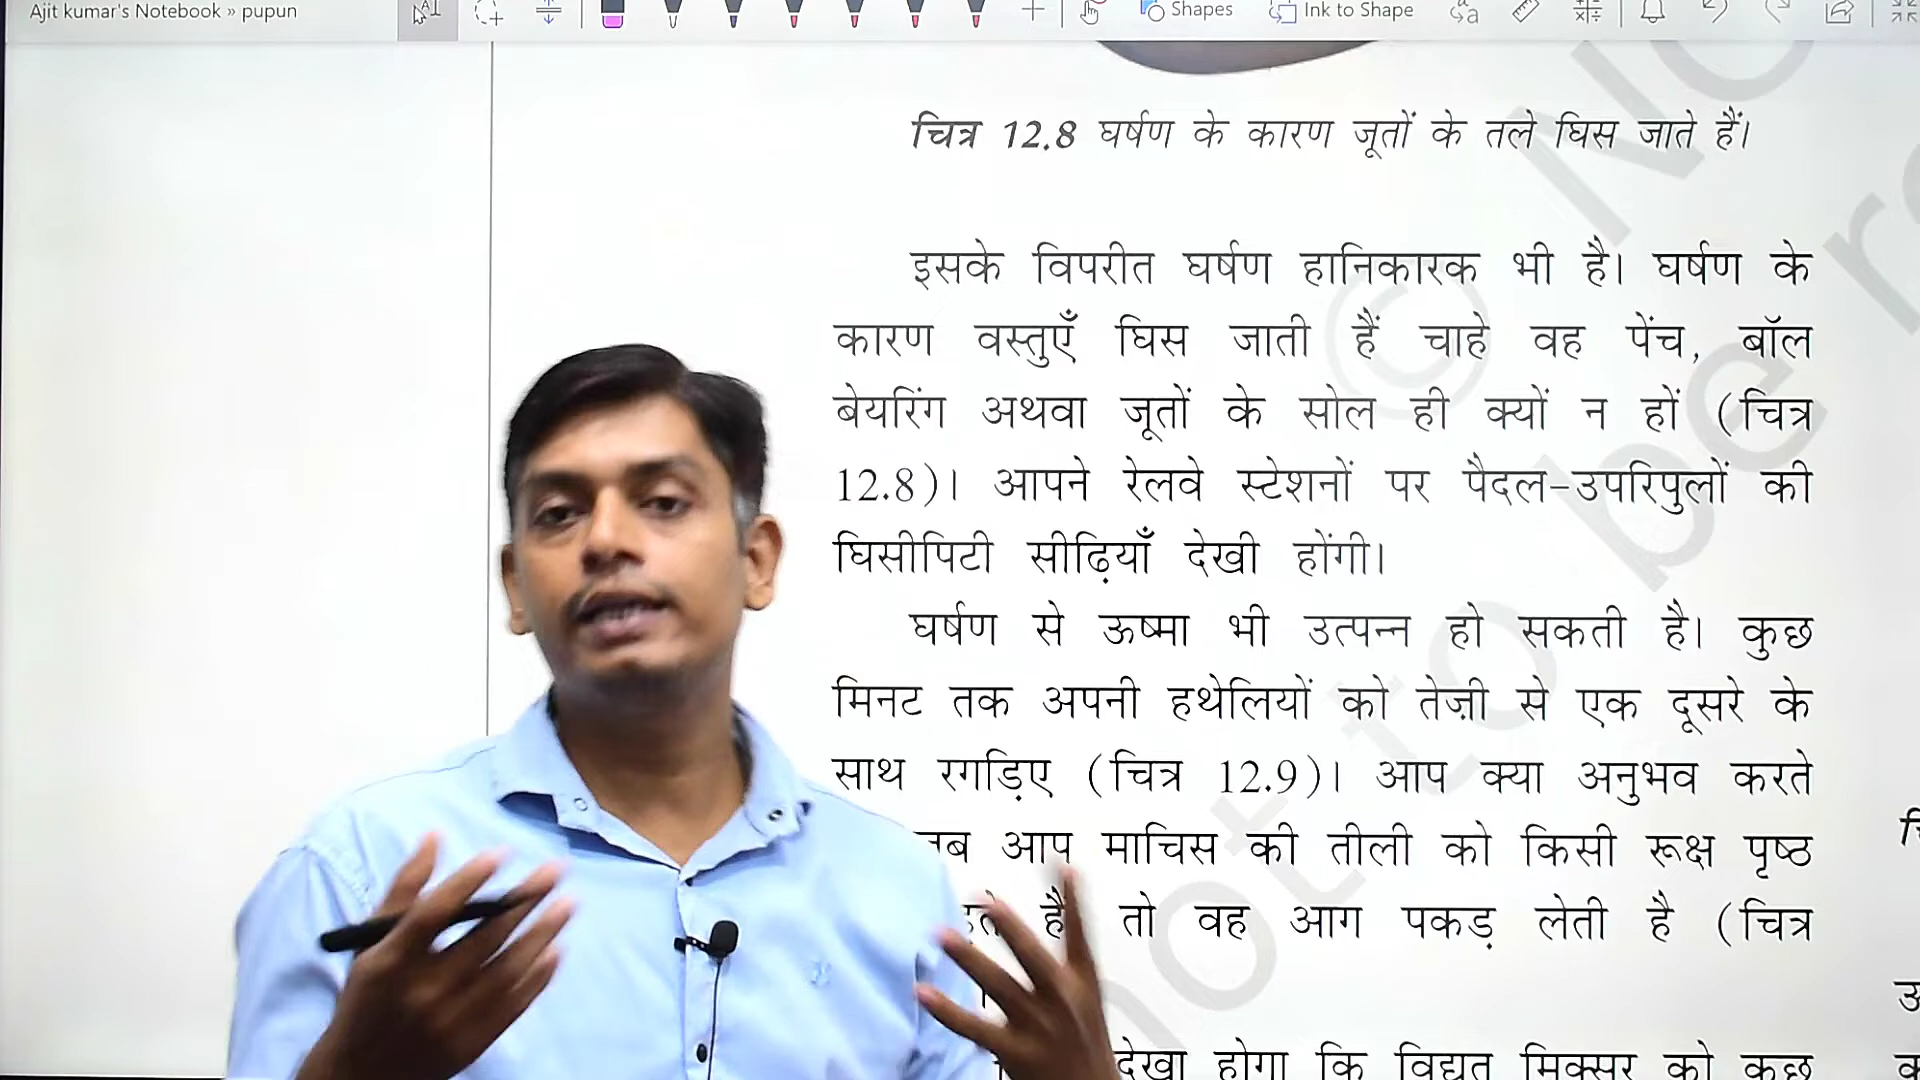 Ajit kumar's Notebook » pupun
Shapes
Ink to Shape
चित्र 12.8 घर्षण के कारण जूतों के तले घिस जाते हैं।
इसके विपरीत घर्षण हानिकारक भी है। घर्षण के
कारण वस्तुएँ घिस जाती हैं चाहे वह पेंच, बॉल
बेयरिंग अथवा जूतों के सोल ही क्यों न हों (चित्र
12.8)। आपने रेलवे स्टेशनों पर पैदल-उपरिपुलों की
घिसीपिटी सीढ़ियाँ देखी होंगी।
घर्षण से ऊष्मा भी उत्पन्न हो सकती है। कुछ
मिनट तक अपनी हथेलियों को तेज़ी से एक दूसरे के
साथ रगड़िए (चित्र 12.9)। आप क्या अनुभव करते
आप माचिस की तीली को किसी रूक्ष पृष्ठ
तो वह आग पकड़ लेती है (चित्र
देखा होगा कि विद्युत मिक्सर को कुछ
© not to be